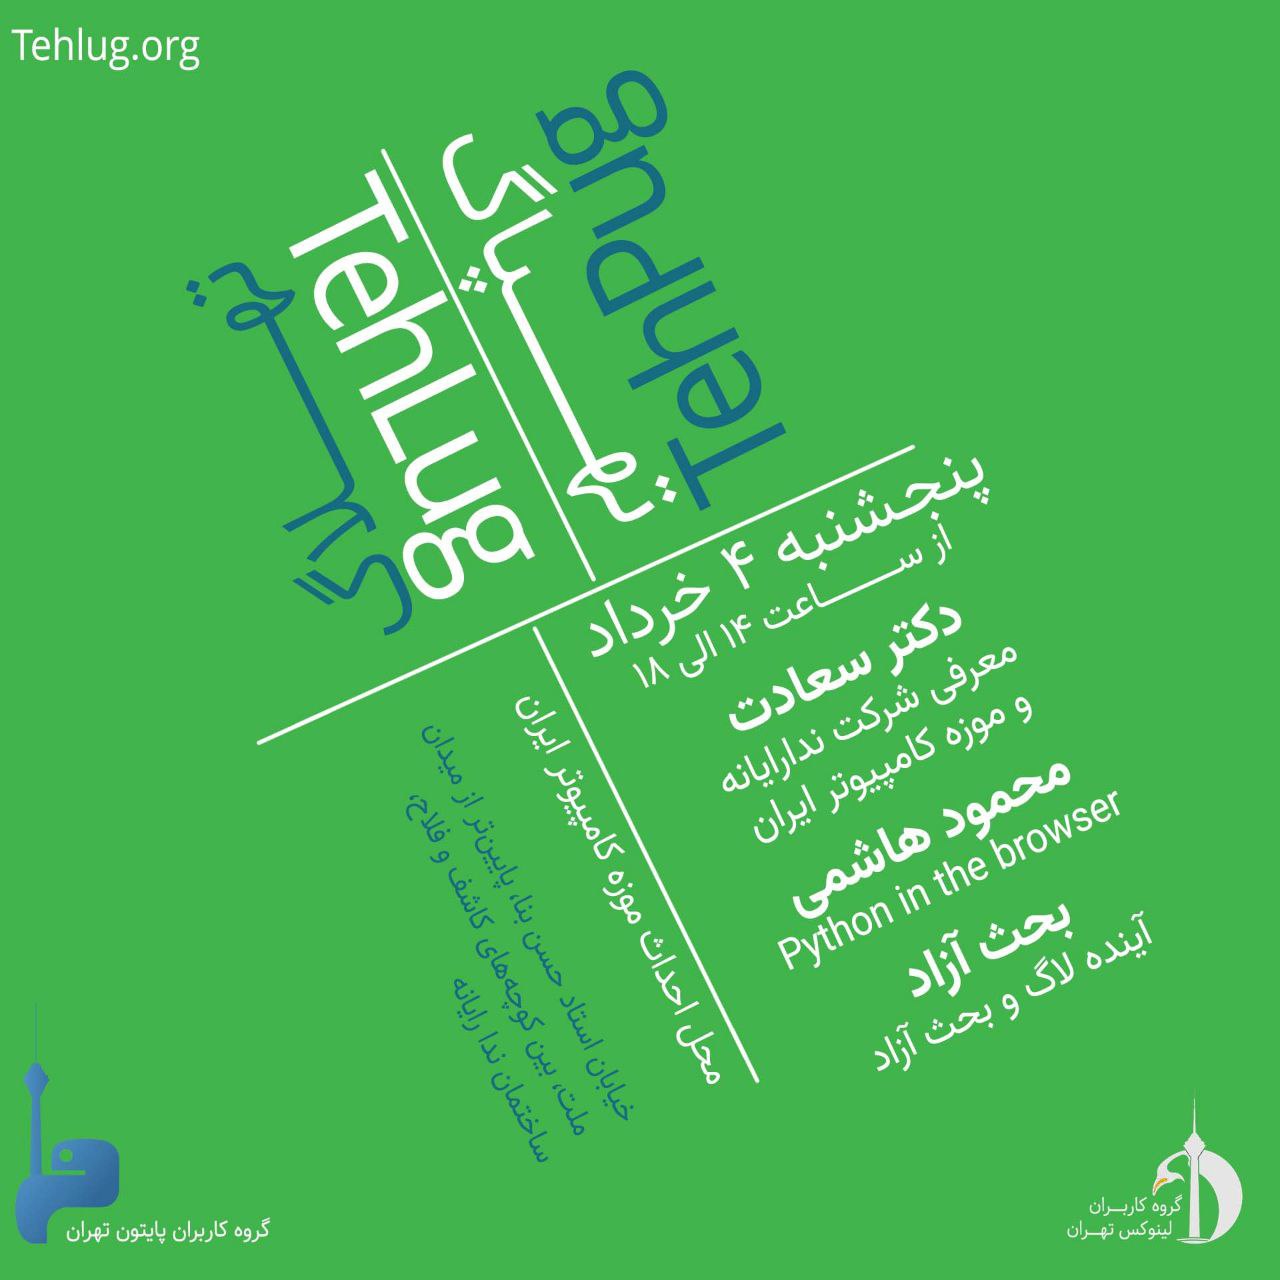 Tehlug.org
Tehpug
تهپاگ
Tehlug
تهلاگ
پنجشنبه ۴ خرداد
از ساعت ۱۴ الی ۱۸
دکتر سعادت
معرفی شرکت ندارایانه
و موزه کامپیوتر ایران
محمود هاشمی
Python in the browser
بحث آزاد
آینده لاگ و بحث آزاد
محل احداث موزه کامپیوتر ایران
خیابان استاد حسن بنا، پایین‌تر از میدان
ملت، بین کوچه‌های کاشف و فلاح،
ساختمان ندا رایانه
گروه کاربران پایتون تهران
گروه کاربران
لینوکس تهران